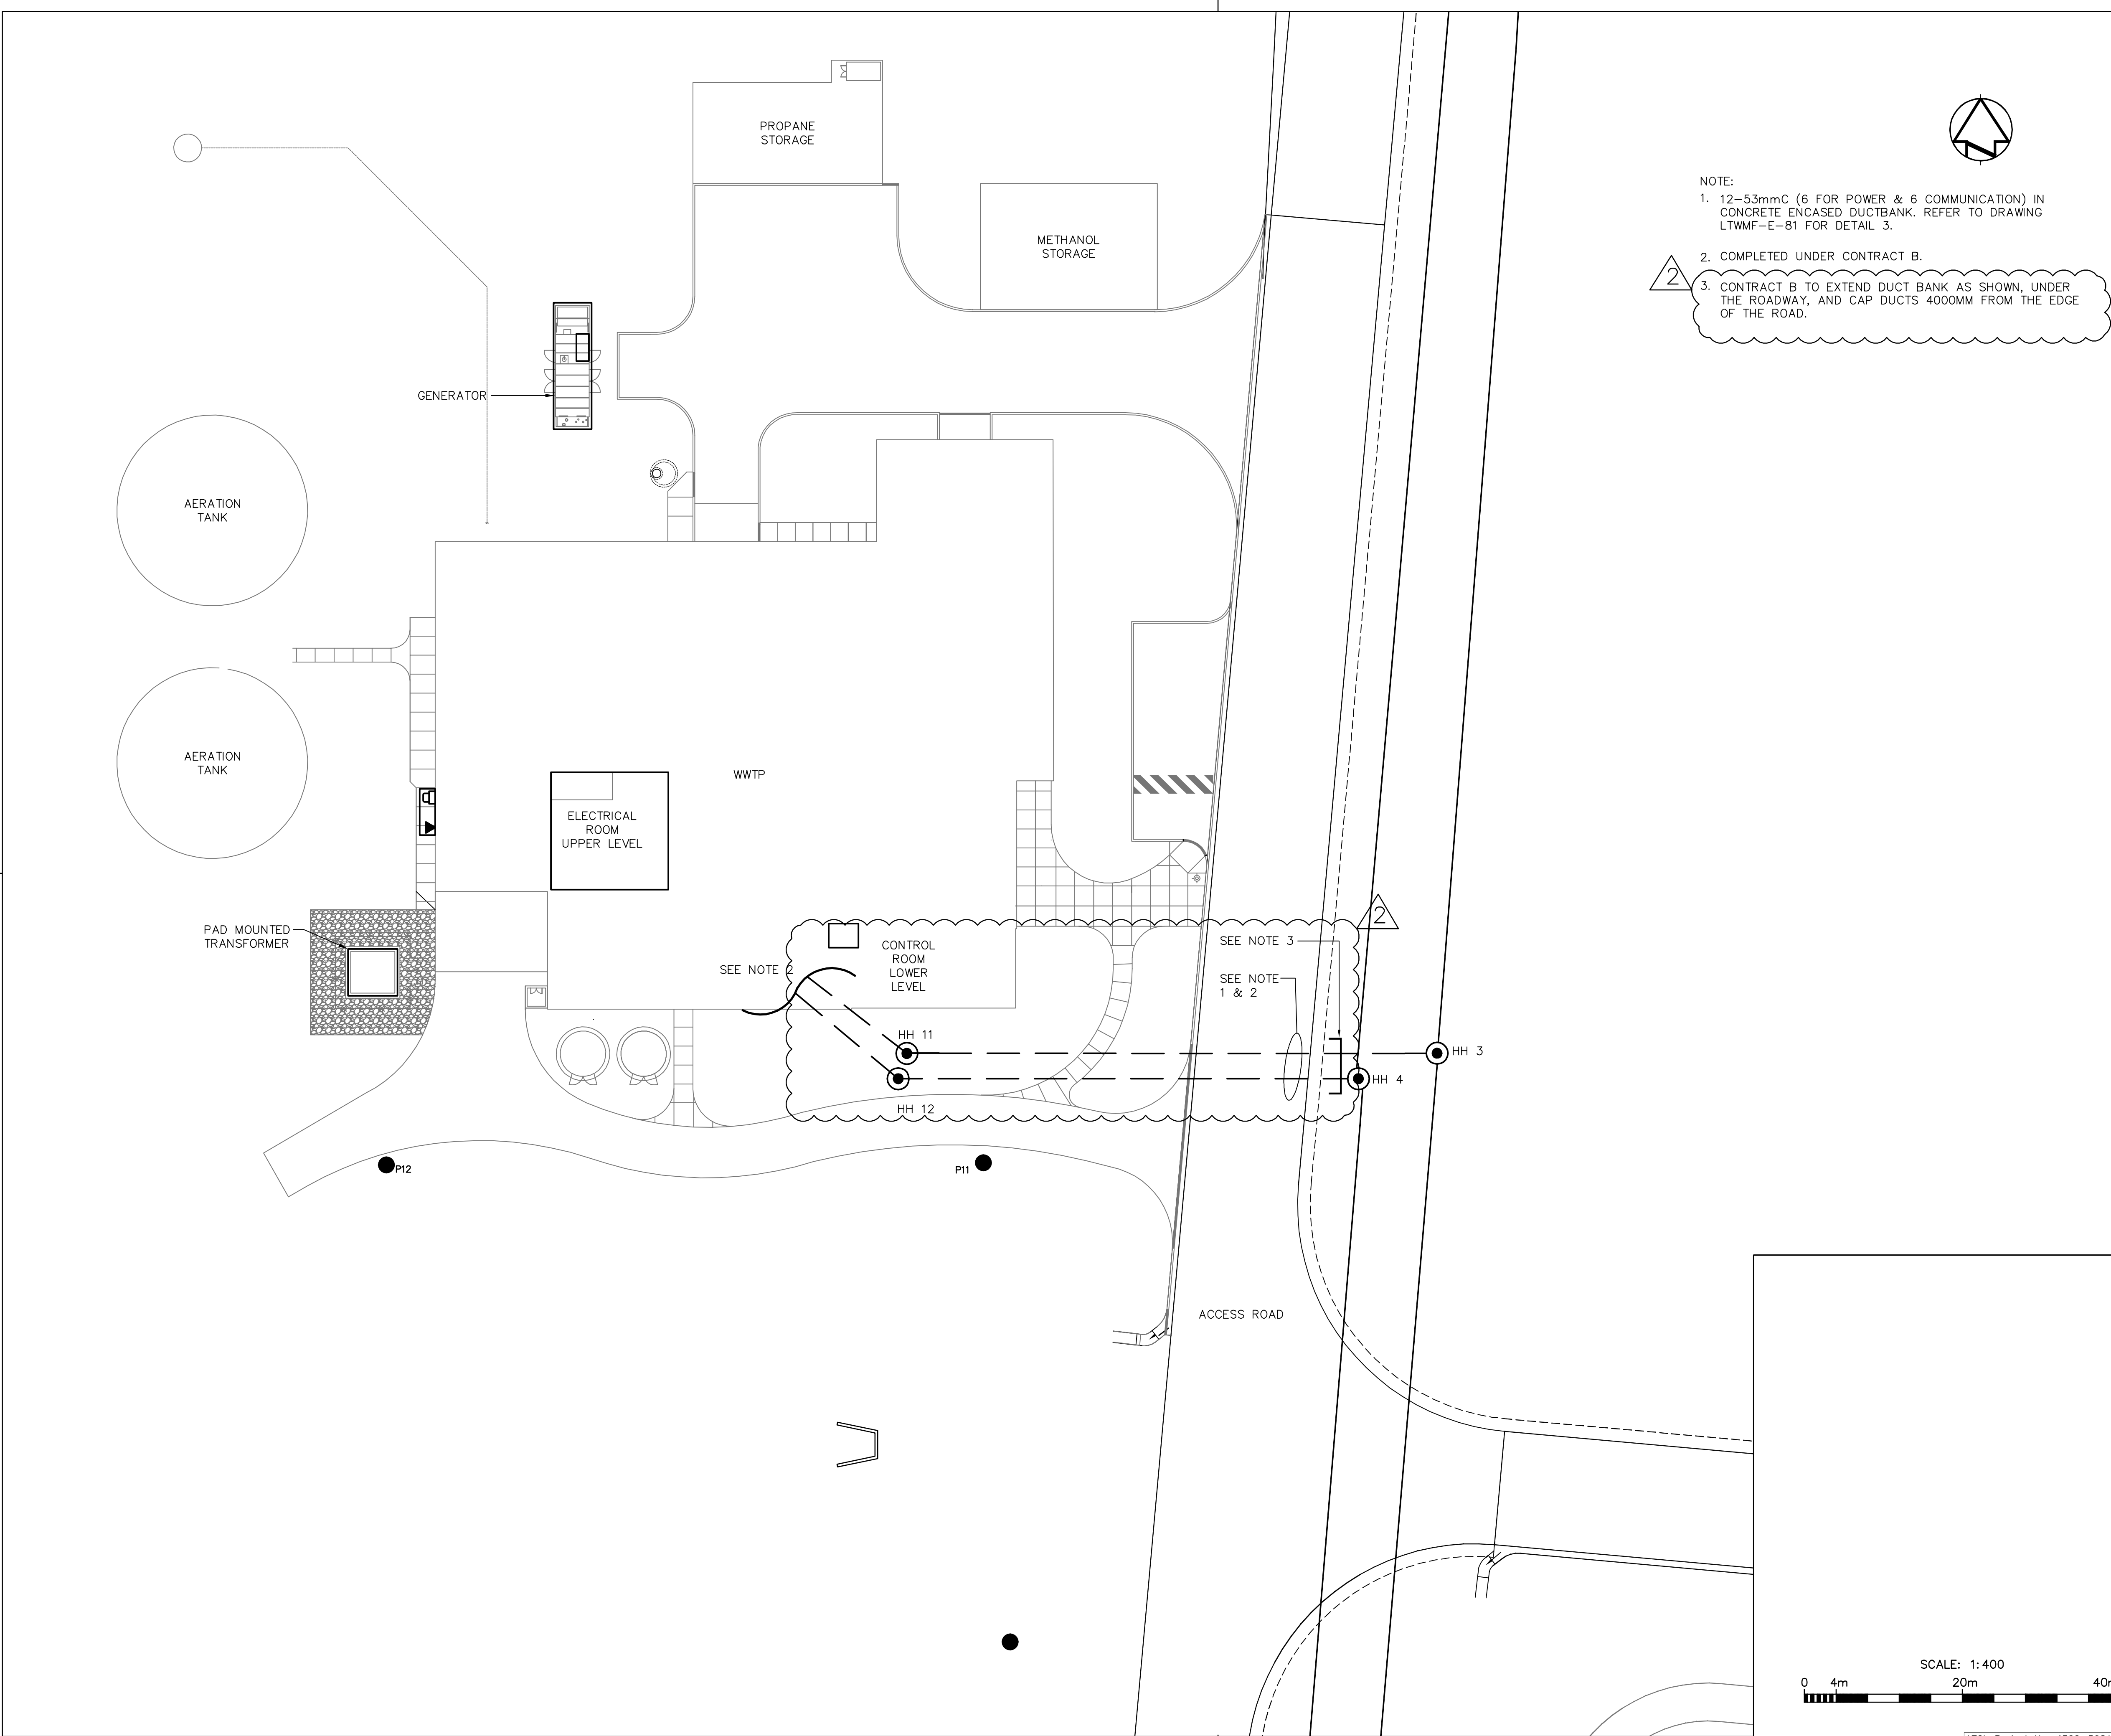 PROPANE
STORAGE
METHANOL
STORAGE
NOTE:
1. 12-53mmC (6 FOR POWER & 6 COMMUNICATION) IN
CONCRETE ENCASED DUCTBANK. REFER TO DRAWING
LTWMF-E-81 FOR DETAIL 3.
2. COMPLETED UNDER CONTRACT B.
2
3. CONTRACT B TO EXTEND DUCT BANK AS SHOWN, UNDER
THE ROADWAY, AND CAP DUCTS 4000MM FROM THE EDGE
OF THE ROAD.
GENERATOR
AERATION
TANK
AERATION
TANK
WWTP
ELECTRICAL
ROOM
UPPER LEVEL
PAD MOUNTED
TRANSFORMER
2
SEE NOTE 2
CONTROL
ROOM
LOWER
LEVEL
SEE NOTE 3
SEE NOTE
1 & 2
HH 11
HH 3
HH 4
HH 12
P12
P11
ACCESS ROAD
SCALE: 1:400
0 4m 20m 40m